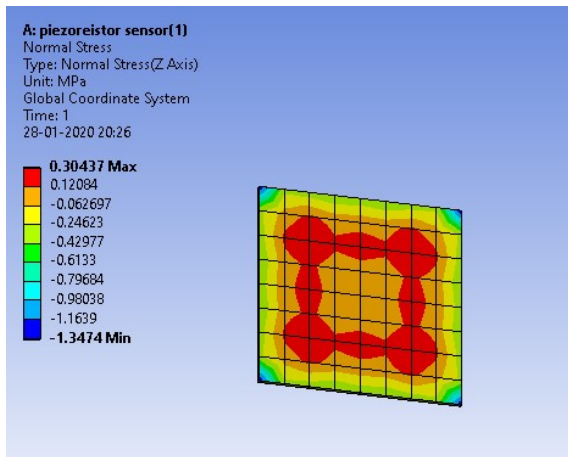 A: piezoreistor sensor(1)
Normal Stress
Type: Normal Stress(Z Axis)
Unit: MPa
Global Coordinate System
Time: 1
28-01-2020 20:26
0.30437 Max
0.12084
-0.062697
-0.24623
-0.42977
-0.6133
-0.79684
-0.98038
-1.1639
-1.3474 Min